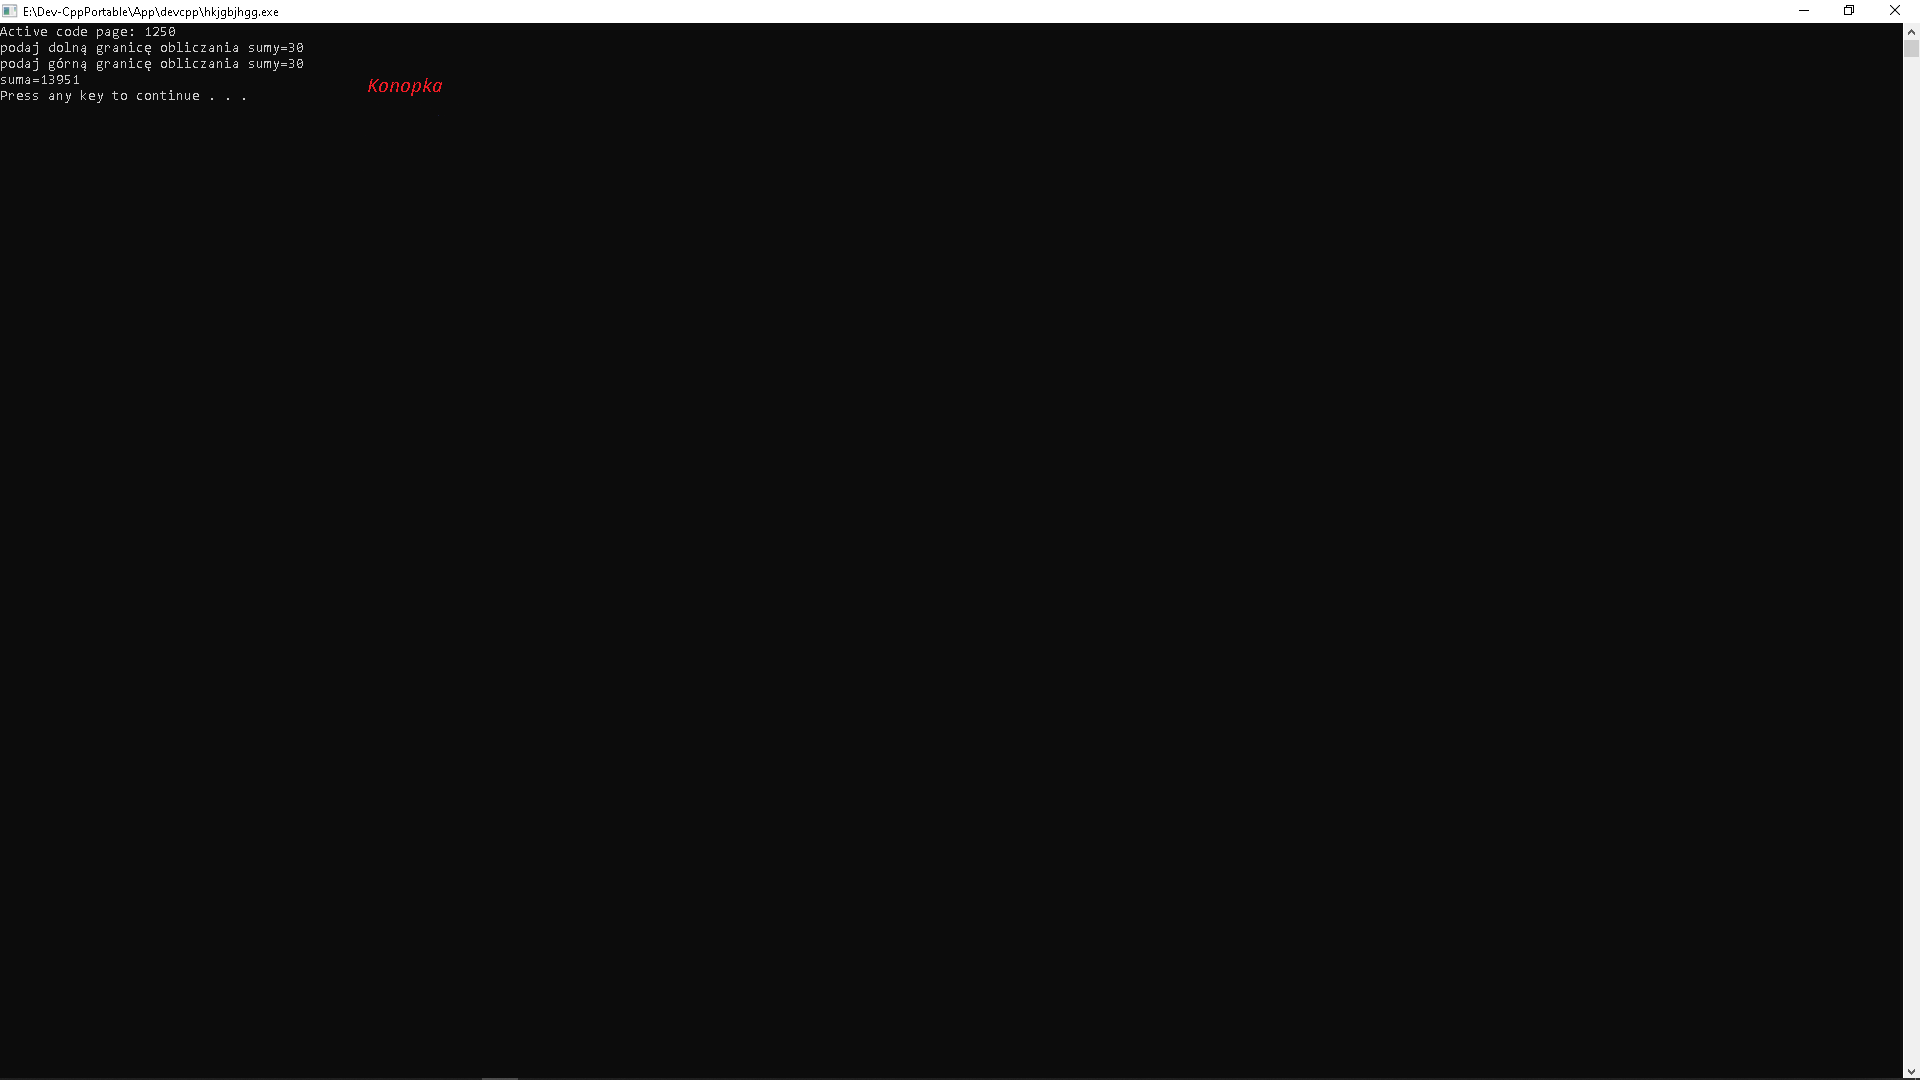 E:\Dev-CppPortable\App\devcpp\hkjgbjhgg.exe
Active code page: 1250
podaj dolną granicę obliczania sumy=30
podaj górną granicę obliczania sumy=30
suma=13951
Konopka
Press any key to continue . . .